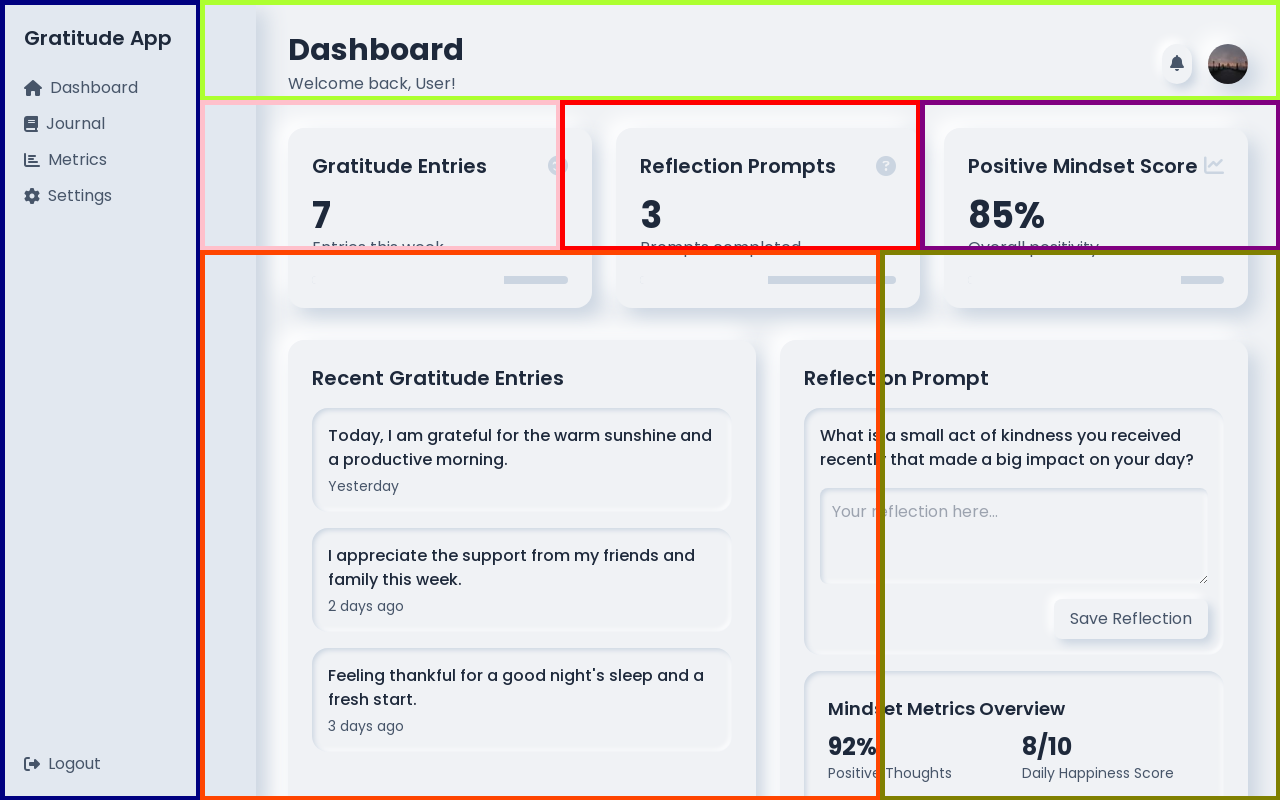 Gratitude App
Dashboard
Journal
Metrics
Settings
Logout
Dashboard
Welcome back, User!
Gratitude Entries
7
Entries this week
Reflection Prompts
3
Prompts completed
Positive Mindset Score
85%
Overall positivity
Recent Gratitude Entries
Today, I am grateful for the warm sunshine and
a productive morning.
Yesterday
I appreciate the support from my friends and
family this week.
2 days ago
Feeling thankful for a good night's sleep and a
fresh start.
3 days ago
Reflection Prompt
What is a small act of kindness you received
recently that made a big impact on your day?
Your reflection here...
Save Reflection
Mindset Metrics Overview
92%
Positive Thoughts
8/10
Daily Happiness Score